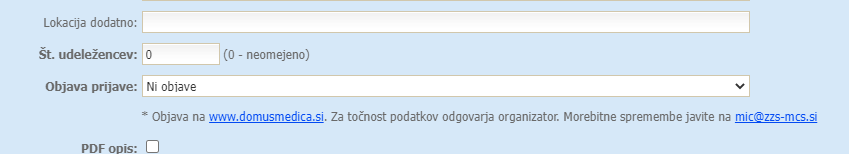 Lokacija dodatno:
Št. udeležencev: 0 (0 - neomejeno)
Objava prijave: Ni objave
* Objava na www.domusmedica.si. Za točnost podatkov odgovarja organizator. Morebitne spremembe javite na mic@zzs-mcs.si
PDF opis: